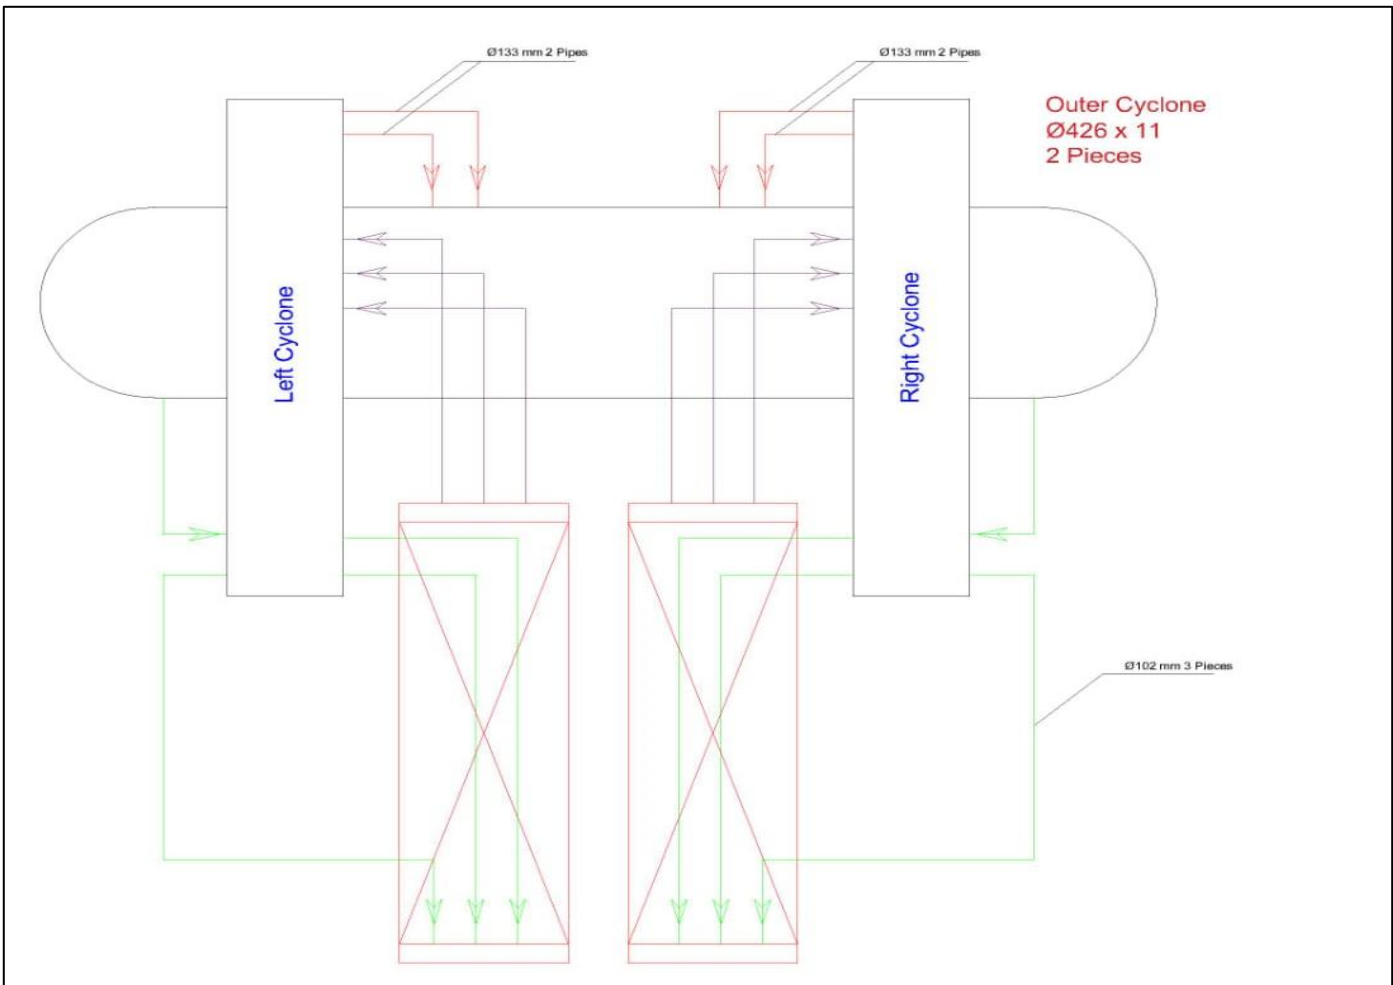 Ø133 mm 2 Pipes
Ø133 mm 2 Pipes
Outer Cyclone
Ø426 x 11
2 Pieces
Left Cyclone
Right Cyclone
Ø102 mm 3 Pieces